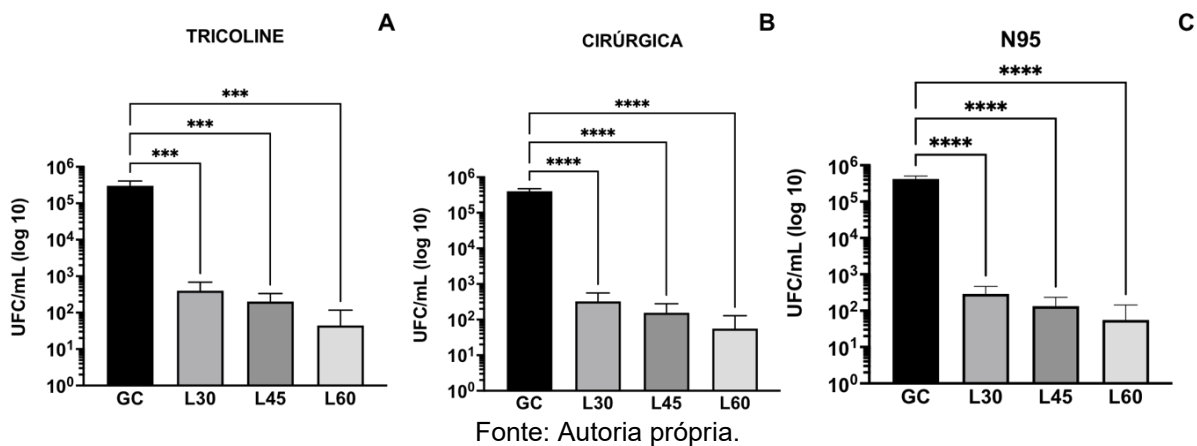 TRICOLINE
A
***
***
***
UFC/mL (log 10)
10⁶
10⁵
10⁴
10³
10²
10¹
10⁰
GC L30 L45 L60
CIRÚRGICA
B
****
****
****
UFC/mL (log 10)
10⁶
10⁵
10⁴
10³
10²
10¹
10⁰
GC L30 L45 L60
N95
C
****
****
****
UFC/mL (log 10)
10⁶
10⁵
10⁴
10³
10²
10¹
10⁰
GC L30 L45 L60
Fonte: Autoria própria.